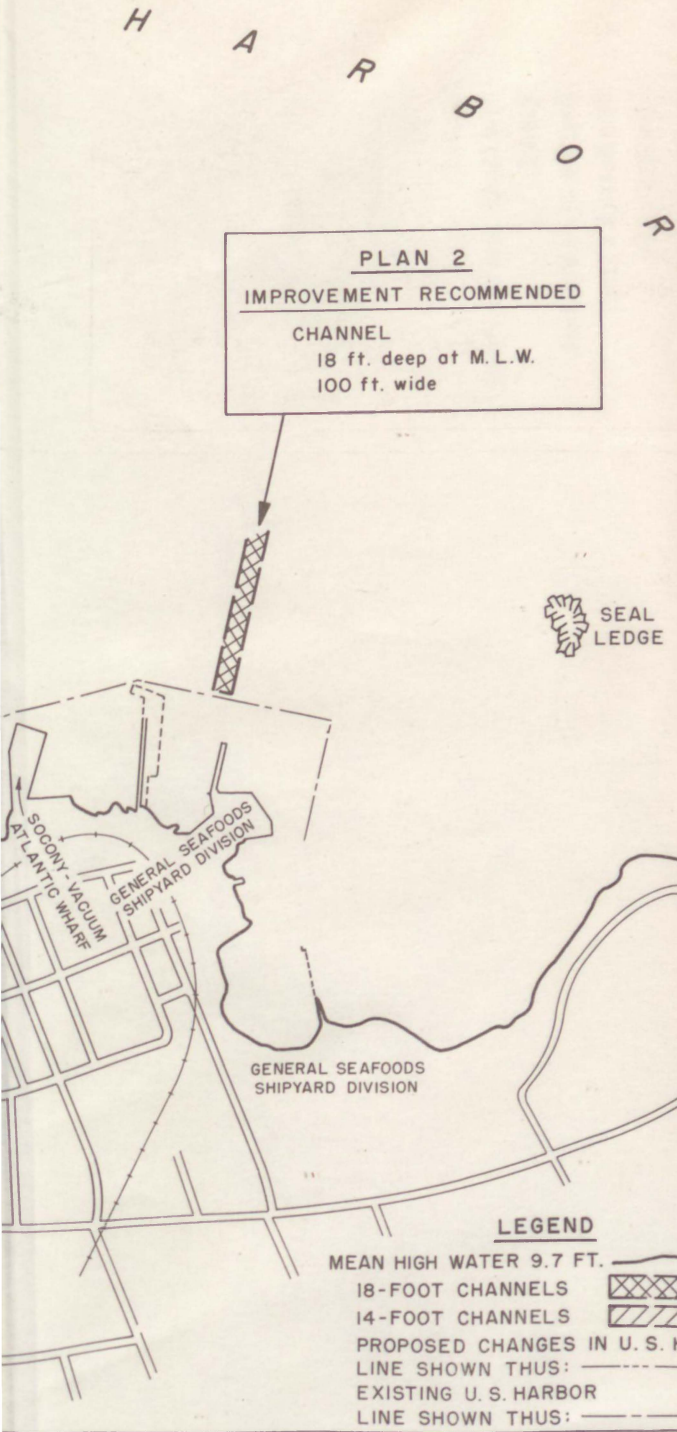 HARBOR
PLAN 2
IMPROVEMENT RECOMMENDED
CHANNEL
18 ft. deep at M.L.W.
100 ft. wide
SEAL
LEDGE
SOCONY-VACUUM
ATLANTIC WHARF
GENERAL SEAFOODS
SHIPYARD DIVISION
GENERAL SEAFOODS
SHIPYARD DIVISION
LEGEND
MEAN HIGH WATER 9.7 FT.
18-FOOT CHANNELS
14-FOOT CHANNELS
PROPOSED CHANGES IN U.S.
LINE SHOWN THUS:
EXISTING U.S. HARBOR
LINE SHOWN THUS: